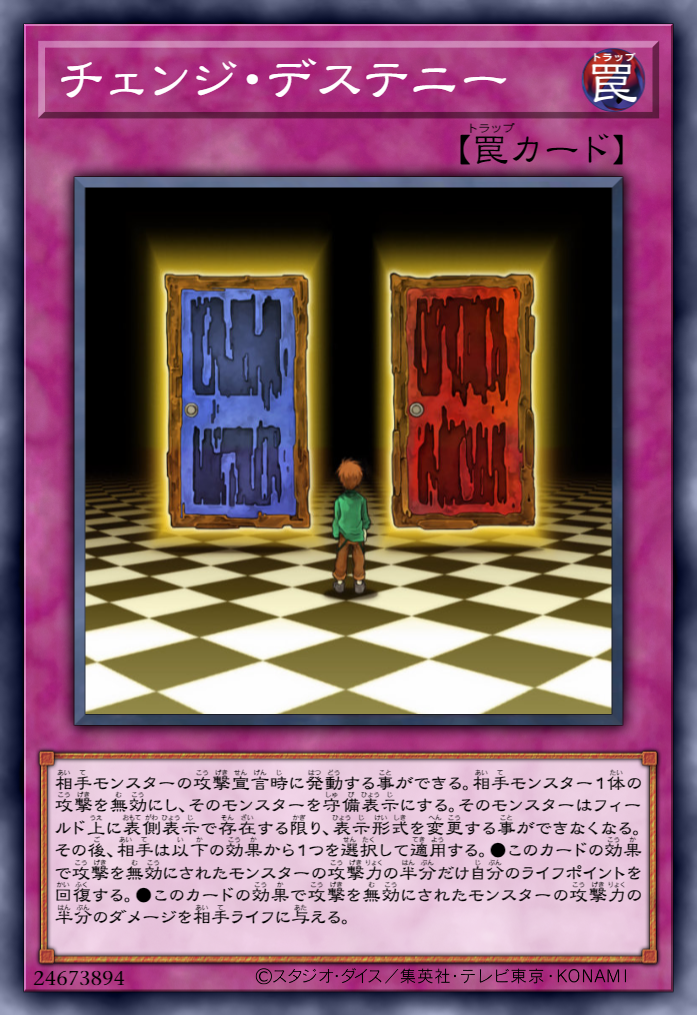 チェンジ・デステニー
トラップ
罠
トラップ
【罠カード】
相手モンスターの攻撃宣言時に発動する事ができる。相手モンスター1体の
攻撃を無効にし、そのモンスターを守備表示にする。そのモンスターはフィー
ルド上に表側表示で存在する限り、表示形式を変更する事ができなくなる。
その後、相手は以下の効果から1つを選択して適用する。●このカードの効果
で攻撃を無効にされたモンスターの攻撃力の半分だけ自分のライフポイントを
回復する。●このカードの効果で攻撃を無効にされたモンスターの攻撃力の
半分のダメージを相手ライフに与える。
24673894
©スタジオ・ダイス／集英社・テレビ東京・KONAMI